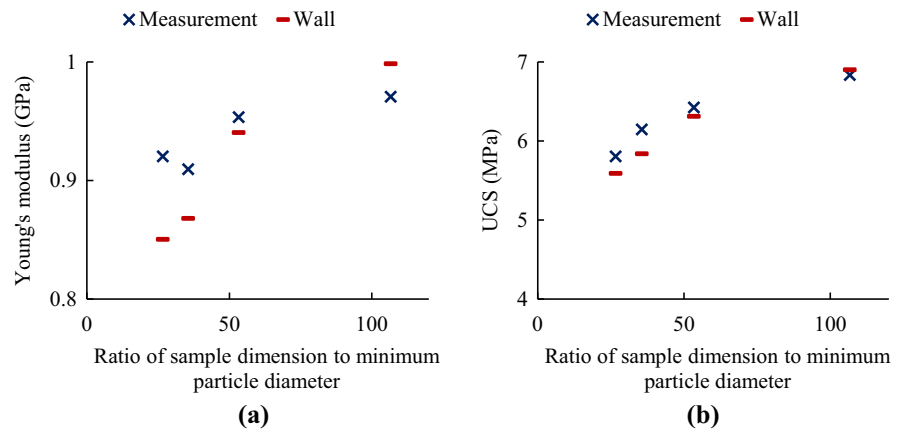 Measurement
Wall
Young's modulus (GPa)
1
0.9
0.8
0
50
100
Ratio of sample dimension to minimum
particle diameter
(a)
Measurement
Wall
UCS (MPa)
7
6
5
4
0
50
100
Ratio of sample dimension to minimum
particle diameter
(b)